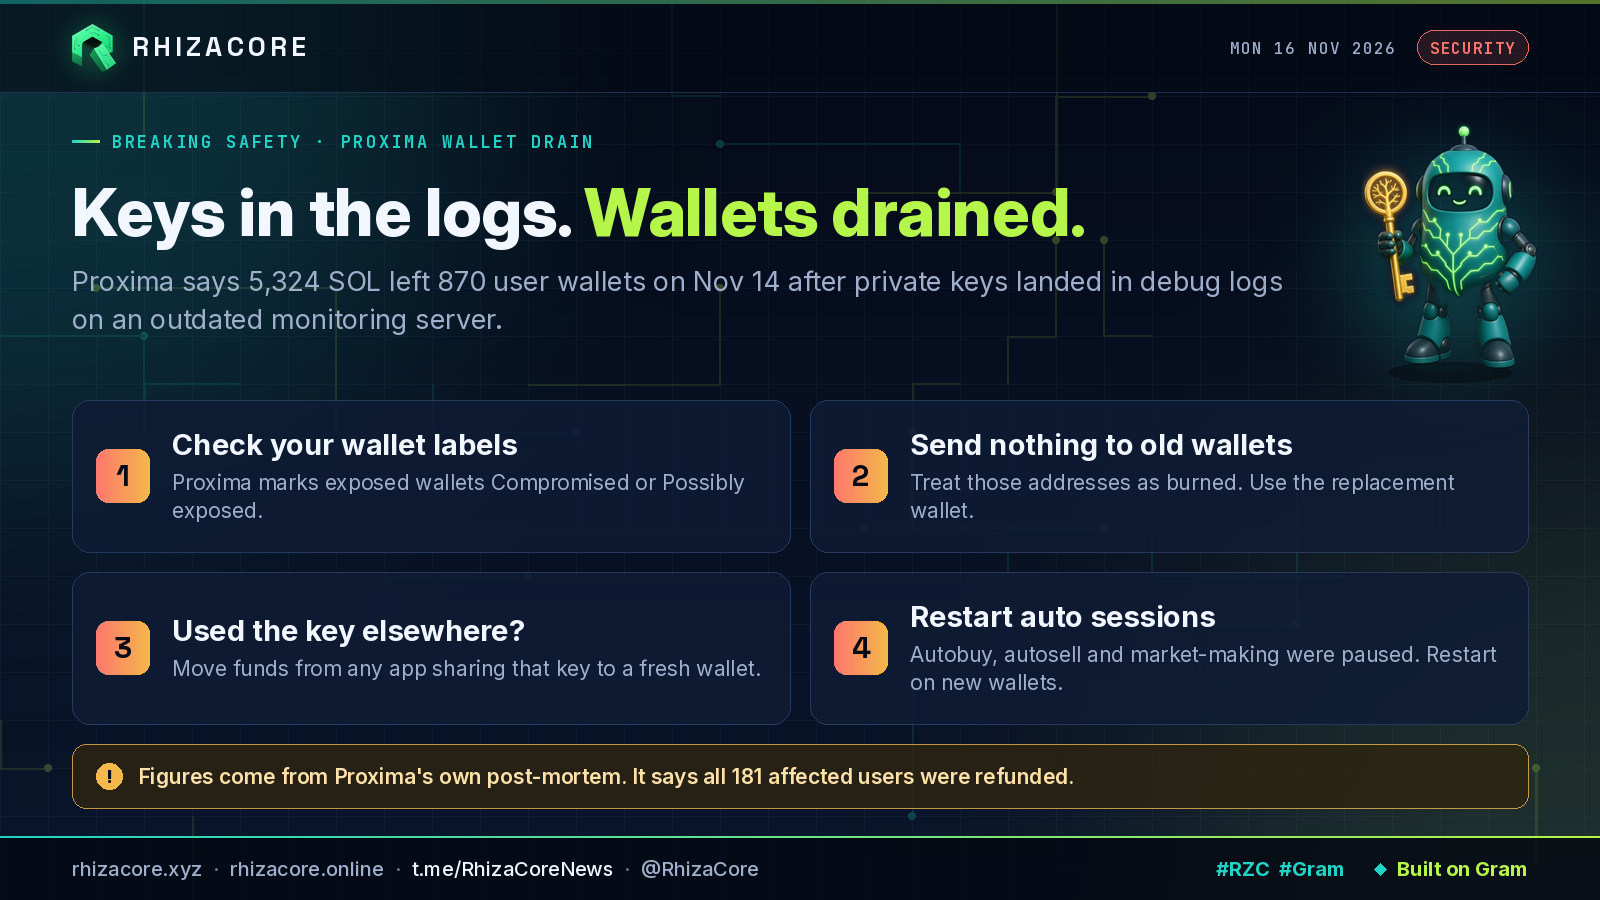 RHIZACORE
MON 16 NOV 2026
SECURITY
BREAKING SAFETY · PROXIMA WALLET DRAIN
Keys in the logs. Wallets drained.
Proxima says 5,324 SOL left 870 user wallets on Nov 14 after private keys landed in debug logs
on an outdated monitoring server.
1
Check your wallet labels
Proxima marks exposed wallets Compromised or Possibly
exposed.
2
Send nothing to old wallets
Treat those addresses as burned. Use the replacement
wallet.
3
Used the key elsewhere?
Move funds from any app sharing that key to a fresh wallet.
4
Restart auto sessions
Autobuy, autosell and market-making were paused. Restart
on new wallets.
! Figures come from Proxima's own post-mortem. It says all 181 affected users were refunded.
rhizacore.xyz · rhizacore.online · t.me/RhizaCoreNews · @RhizaCore
#RZC #Gram ◆ Built on Gram